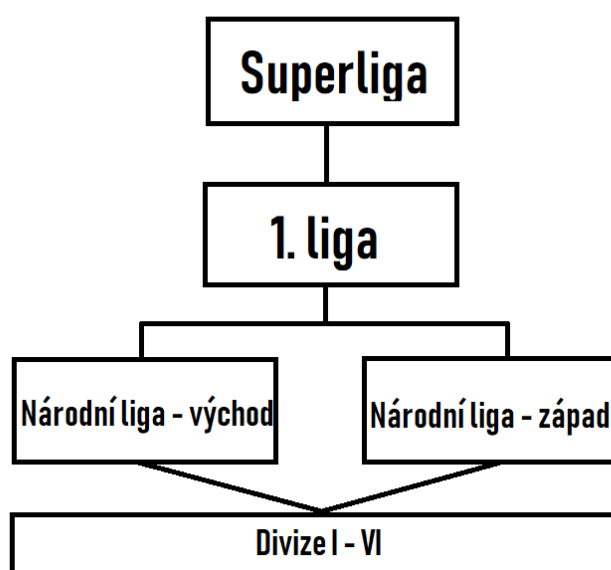 Superliga
1. liga
Národní liga - východ
Národní liga - západ
Divize I - VI